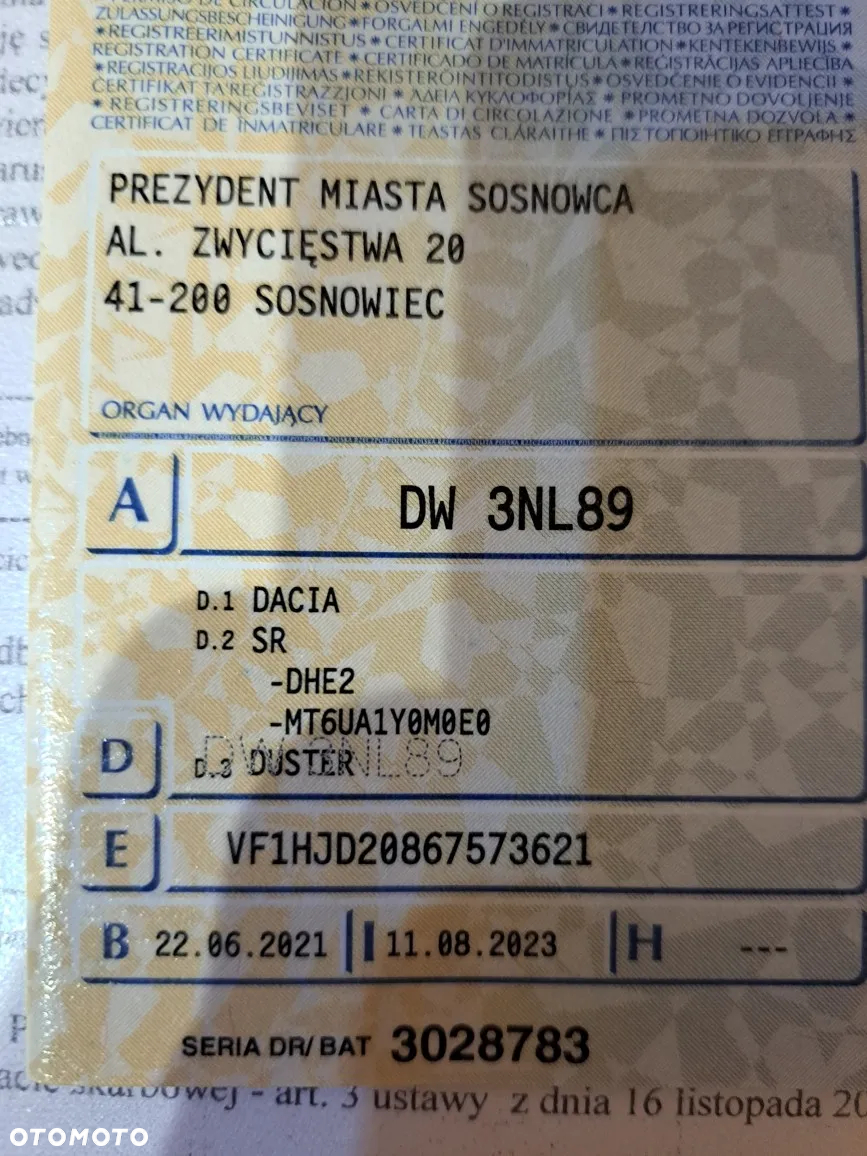 ZULASSUNGSBESCHEINIGUNG * FORGALMI ENGEDÉLY * СВИДЕТЕЛСТВО ЗА РЕГИСТРАЦИЯ
* REGISTREERIMISTUNNISTUS * CERTIFICAT D'IMMATRICULATION * KENTEKENBEWIJS *
REGISTRATION CERTIFICATE * CERTIFICADO DE MATRÍCULA * REĢISTRĀCIJAS APLIECĪBA
* REGISTRACIJOS LIUDIJIMAS * REKISTERÖINTITODISTUS * OSVEDČENIE O EVIDENCII *
ĊERTIFIKAT TA'REĠISTRAZZJONI * ΑΔΕΙΑ ΚΥΚΛΟΦΟΡΙΑΣ * PROMETNO DOVOLJENJE
* REGISTRERINGSBEVISET * CARTA DI CIRCOLAZIONE * PROMETNA DOZVOLA *
CERTIFICAT DE ÎNMATRICULARE * TEASTAS CLÁRAITHE * ΠΙΣΤΟΠΟΙΗΤΙΚΟ ΕΓΓΡΑΦΗΣ
PREZYDENT MIASTA SOSNOWCA
AL. ZWYCIĘSTWA 20
41-200 SOSNOWIEC
ORGAN WYDAJĄCY
A DW 3NL89
D.1 DACIA
D.2 SR
-DHE2
-MT6UA1Y0M0E0
D D.3 DUSTER
DW 3NL89
E VF1HJD20867573621
B 22.06.2021 I 11.08.2023 H ---
SERIA DR/BAT 3028783
skarbowej - art. 3 ustawy z dnia 16 listopada
OTOMOTO